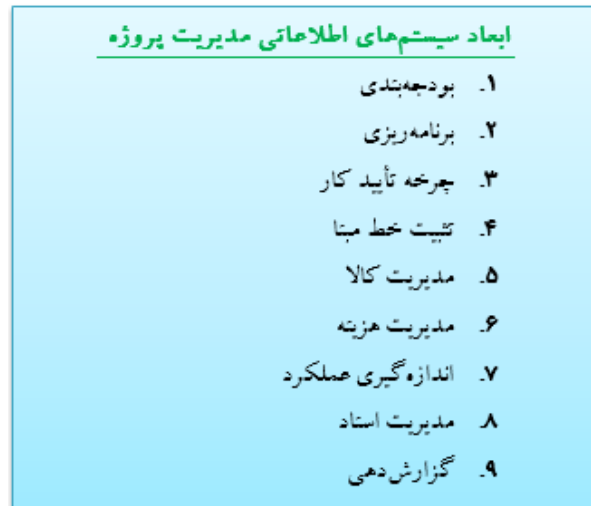 ابعاد سیستم‌های اطلاعاتی مدیریت پروژه
۱. بودجه‌بندی
۲. برنامه‌ریزی
۳. چرخه تأیید کار
۴. تثبیت خط مبنا
۵. مدیریت کالا
۶. مدیریت هزینه
۷. اندازه‌گیری عملکرد
۸. مدیریت اسناد
۹. گزارش‌دهی